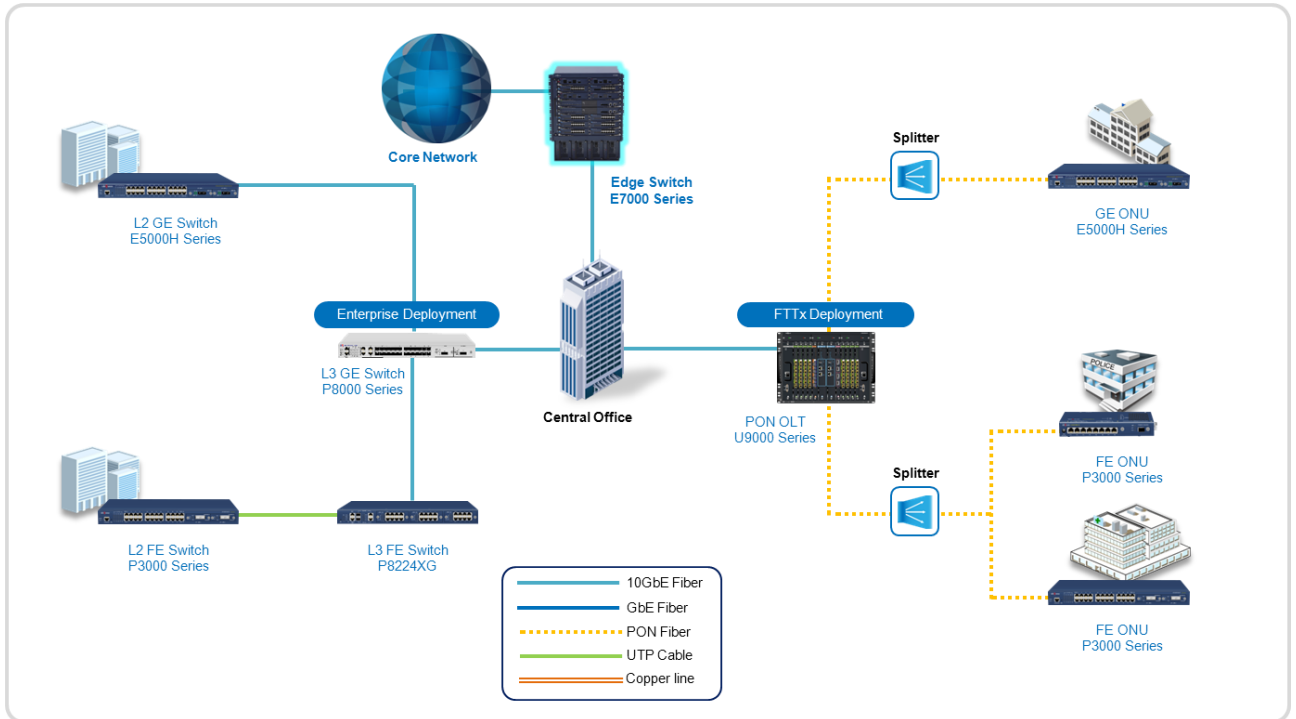 Core Network
Edge Switch
E7000 Series
L2 GE Switch
E5000H Series
Splitter
GE ONU
E5000H Series
Enterprise Deployment
L3 GE Switch
P8000 Series
Central Office
FTTx Deployment
PON OLT
U9000 Series
POLICE
FE ONU
P3000 Series
Splitter
L2 FE Switch
P3000 Series
L3 FE Switch
P8224XG
FE ONU
P3000 Series
10GbE Fiber
GbE Fiber
PON Fiber
UTP Cable
Copper line